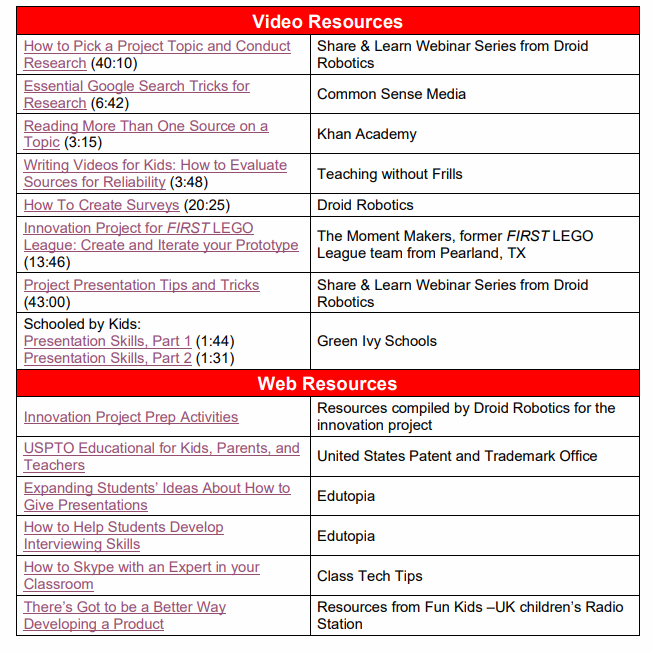 Video Resources
How to Pick a Project Topic and Conduct
Research (40:10)
Share & Learn Webinar Series from Droid
Robotics
Essential Google Search Tricks for
Research (6:42)
Common Sense Media
Reading More Than One Source on a
Topic (3:15)
Khan Academy
Writing Videos for Kids: How to Evaluate
Sources for Reliability (3:48)
Teaching without Frills
How To Create Surveys (20:25)
Droid Robotics
Innovation Project for FIRST LEGO
League: Create and Iterate your Prototype
(13:46)
The Moment Makers, former FIRST LEGO
League team from Pearland, TX
Project Presentation Tips and Tricks
(43:00)
Share & Learn Webinar Series from Droid
Robotics
Schooled by Kids:
Presentation Skills, Part 1 (1:44)
Presentation Skills, Part 2 (1:31)
Green Ivy Schools
Web Resources
Innovation Project Prep Activities
Resources compiled by Droid Robotics for the
innovation project
USPTO Educational for Kids, Parents, and
Teachers
United States Patent and Trademark Office
Expanding Students’ Ideas About How to
Give Presentations
Edutopia
How to Help Students Develop
Interviewing Skills
Edutopia
How to Skype with an Expert in your
Classroom
Class Tech Tips
There’s Got to be a Better Way
Developing a Product
Resources from Fun Kids –UK children’s Radio
Station